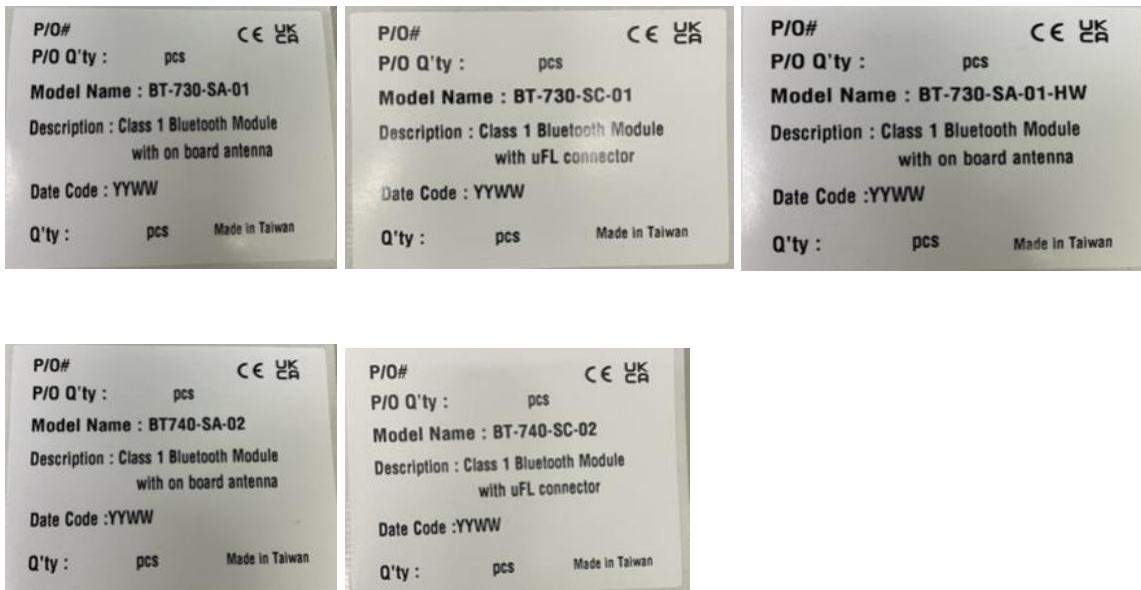 P/O#
CE UK CA
P/O Q'ty : pcs
Model Name : BT-730-SA-01
Description : Class 1 Bluetooth Module
with on board antenna
Date Code : YYWW
Q'ty : pcs Made in Taiwan
P/O#
CE UK CA
P/O Q'ty : pcs
Model Name : BT-730-SC-01
Description : Class 1 Bluetooth Module
with uFL connector
Date Code : YYWW
Q'ty : pcs Made in Taiwan
P/O#
CE UK CA
P/O Q'ty : pcs
Model Name : BT-730-SA-01-HW
Description : Class 1 Bluetooth Module
with on board antenna
Date Code :YYWW
Q'ty : pcs Made in Taiwan
P/O#
CE UK CA
P/O Q'ty : pcs
Model Name : BT740-SA-02
Description : Class 1 Bluetooth Module
with on board antenna
Date Code :YYWW
Q'ty : pcs Made in Taiwan
P/O#
CE UK CA
P/O Q'ty : pcs
Model Name : BT-740-SC-02
Description : Class 1 Bluetooth Module
with uFL connector
Date Code :YYWW
Q'ty : pcs Made in Taiwan